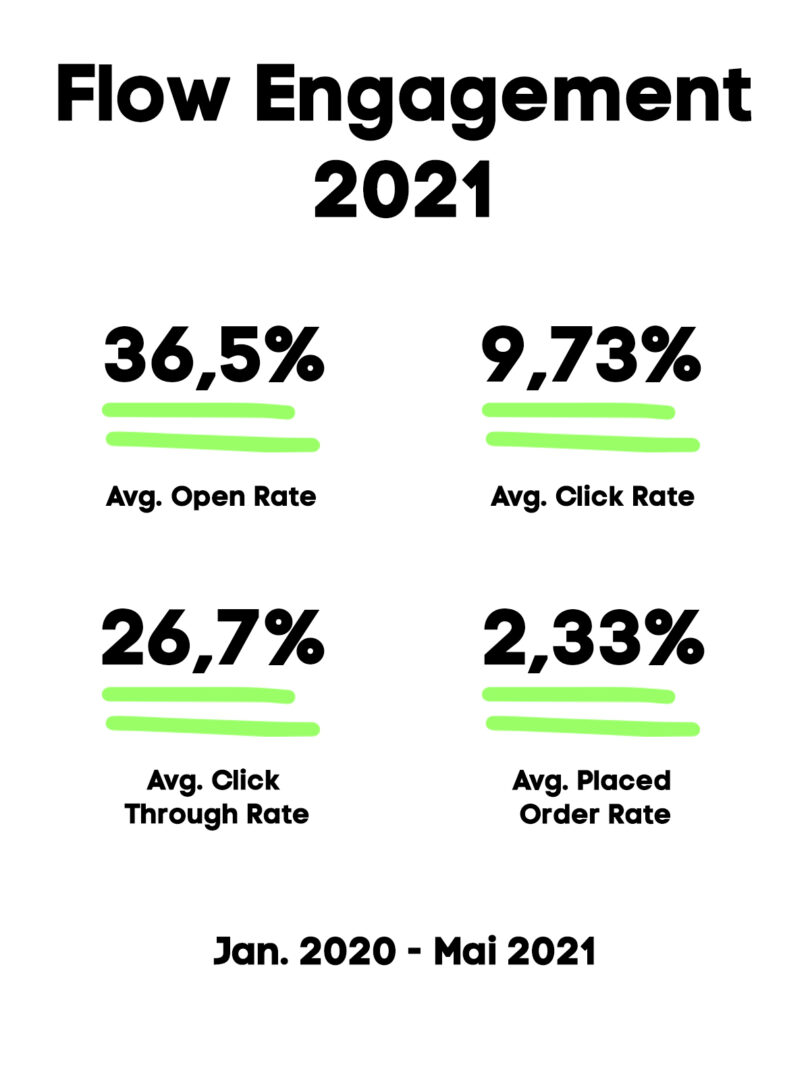 Flow Engagement
2021
36,5%
9,73%
Avg. Open Rate
Avg. Click Rate
26,7%
2,33%
Avg. Click
Through Rate
Avg. Placed
Order Rate
Jan. 2020 - Mai 2021